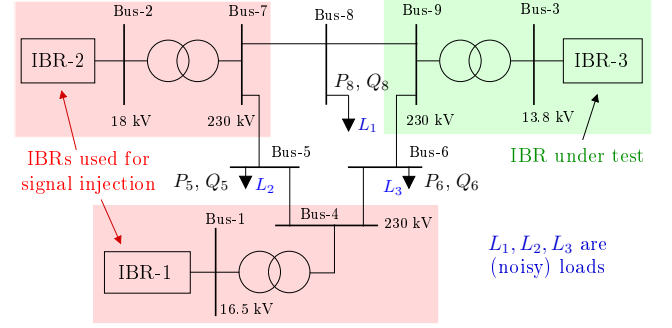 Bus-2
Bus-7
Bus-8
Bus-9
Bus-3
IBR-2
IBR-3
P8, Q8
18 kV
230 kV
L1
230 kV
13.8 kV
IBRs used for
signal injection
Bus-5
Bus-6
IBR under test
P5, Q5
L2
L3
P6, Q6
Bus-1
Bus-4
230 kV
IBR-1
16.5 kV
L1, L2, L3 are
(noisy) loads